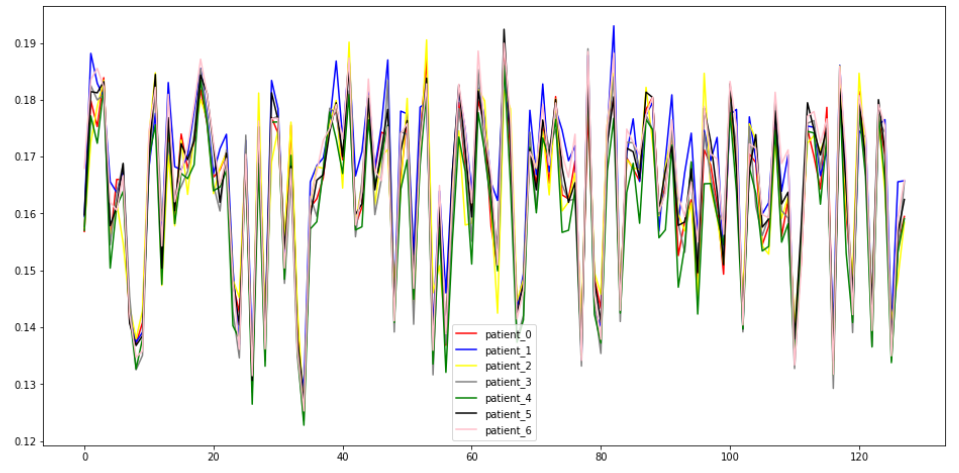 0.19
0.18
0.17
0.16
0.15
0.14
0.13
0.12
patient_0
patient_1
patient_2
patient_3
patient_4
patient_5
patient_6
0 20 40 60 80 100 120